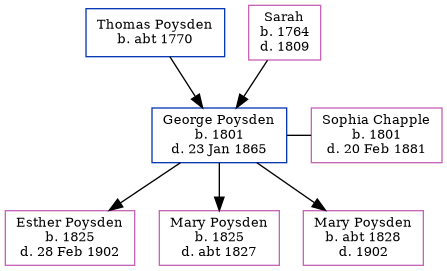 Thomas Poysden
b. abt 1770
Sarah
b. 1764
d. 1809
George Poysden
b. 1801
d. 23 Jan 1865
Sophia Chapple
b. 1801
d. 20 Feb 1881
Esther Poysden
b. 1825
d. 28 Feb 1902
Mary Poysden
b. 1825
d. abt 1827
Mary Poysden
b. abt 1828
d. 1902